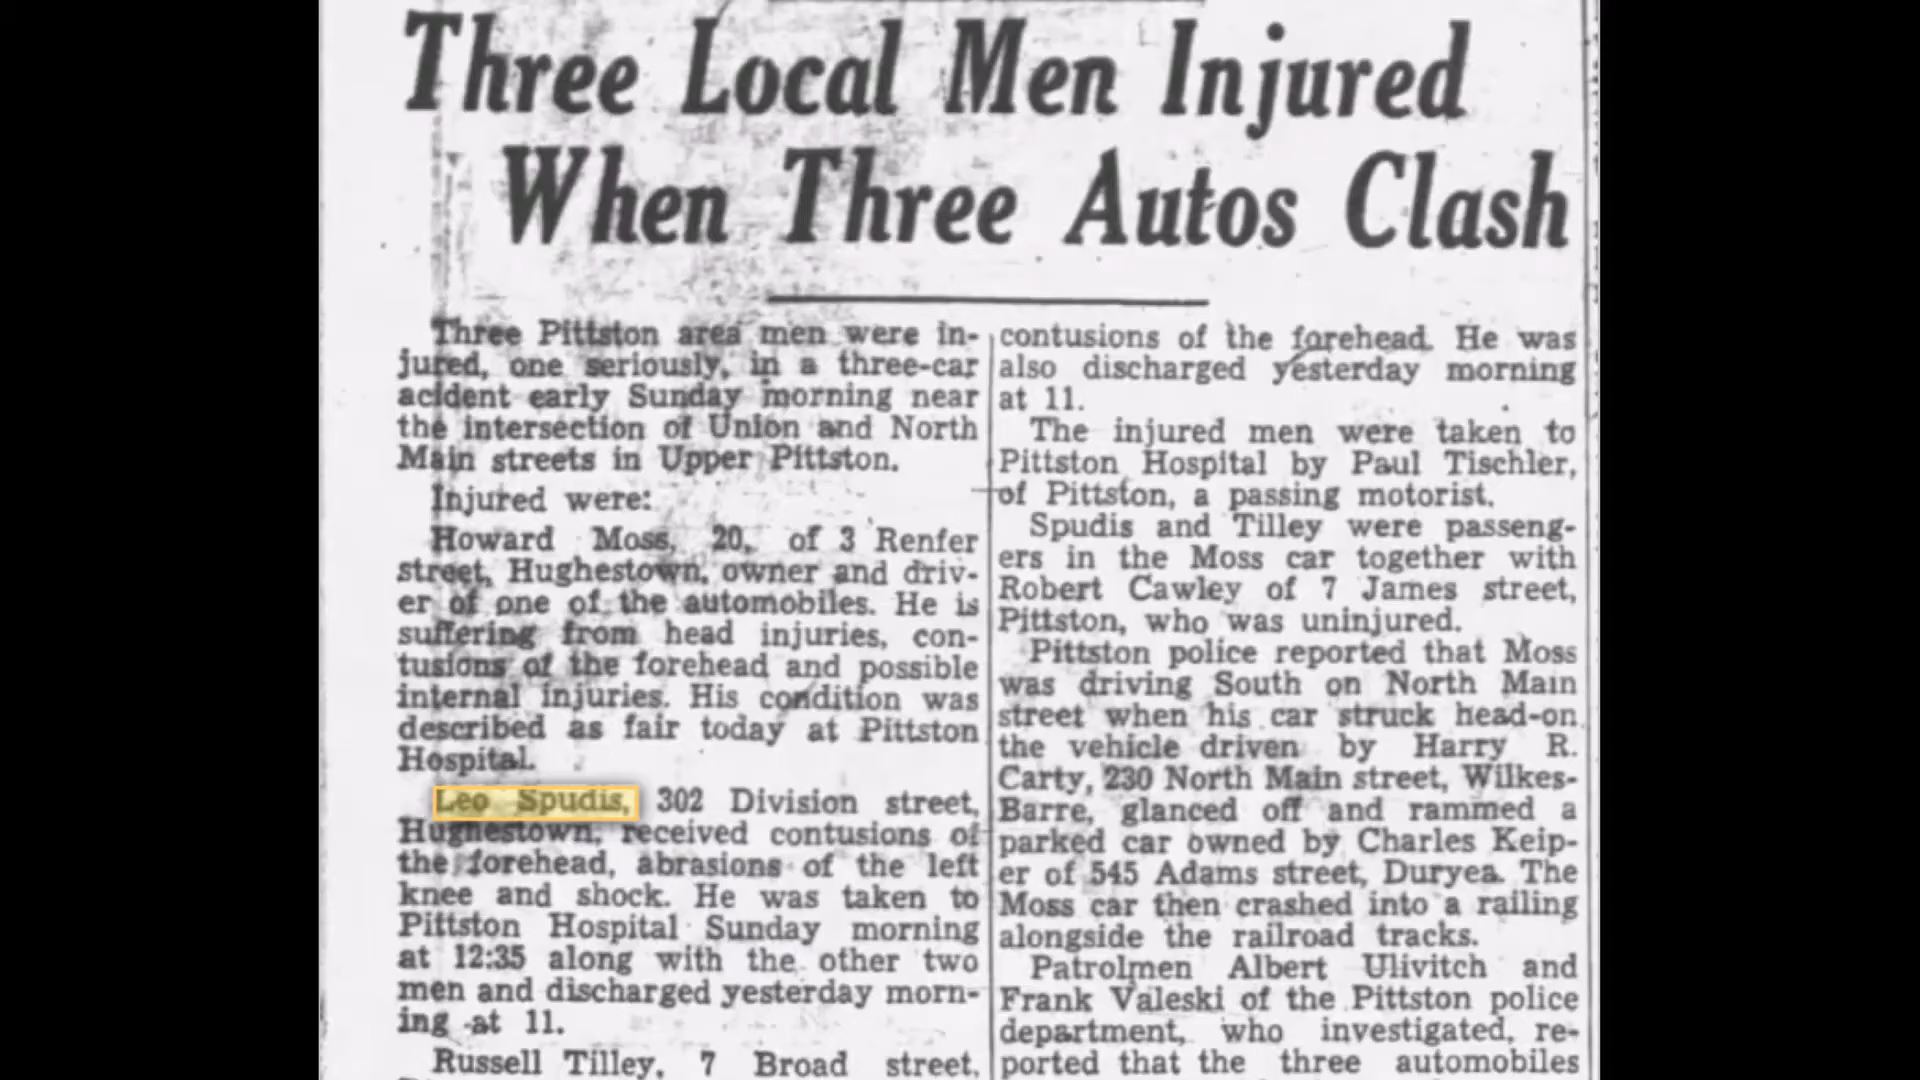 Three Local Men Injured
When Three Autos Clash
Three Pittston area men were in-
jured, one seriously, in a three-car
acident early Sunday morning near
the intersection of Union and North
Main streets in Upper Pittston.
Injured were:
Howard Moss, 20, of 3 Renfer
street, Hughestown, owner and driv-
er of one of the automobiles. He is
suffering from head injuries, con-
tusions of the forehead and possible
internal injuries. His condition was
described as fair today at Pittston
Hospital.
Leo Spudis, 302 Division street,
Hughestown, received contusions of
the forehead, abrasions of the left
knee and shock. He was taken to
Pittston Hospital Sunday morning
at 12:35 along with the other two
men and discharged yesterday morn-
ing at 11.
Russell Tilley, 7 Broad street,
contusions of the forehead. He was
also discharged yesterday morning
at 11.
The injured men were taken to
Pittston Hospital by Paul Tischler,
of Pittston, a passing motorist.
Spudis and Tilley were passeng-
ers in the Moss car together with
Robert Cawley of 7 James street,
Pittston, who was uninjured.
Pittston police reported that Moss
was driving South on North Main
street when his car struck head-on
the vehicle driven by Harry R.
Carty, 230 North Main street, Wilkes-
Barre, glanced off and rammed a
parked car owned by Charles Keip-
er of 545 Adams street, Duryea. The
Moss car then crashed into a railing
alongside the railroad tracks.
Patrolmen Albert Ulivitch and
Frank Valeski of the Pittston police
department, who investigated, re-
ported that the three automobiles